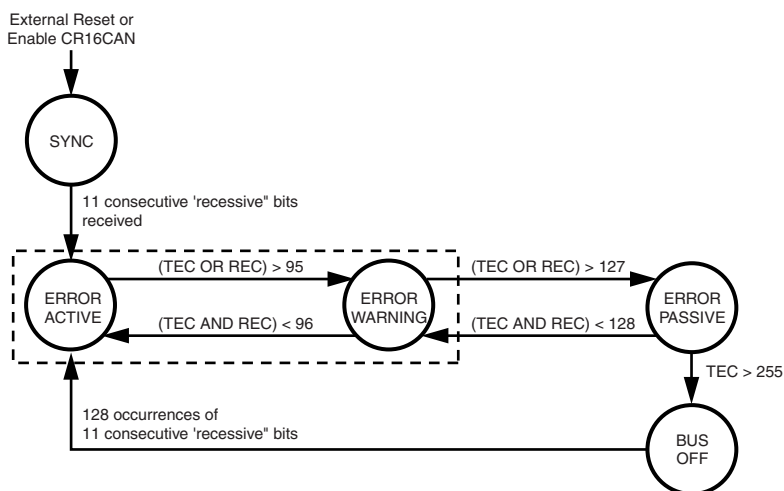 External Reset or
Enable CR16CAN
SYNC
11 consecutive 'recessive" bits
received
(TEC OR REC) > 95
(TEC OR REC) > 127
ERROR
ACTIVE
ERROR
WARNING
ERROR
PASSIVE
(TEC AND REC) < 96
(TEC AND REC) < 128
TEC > 255
128 occurrences of
11 consecutive 'recessive" bits
BUS
OFF